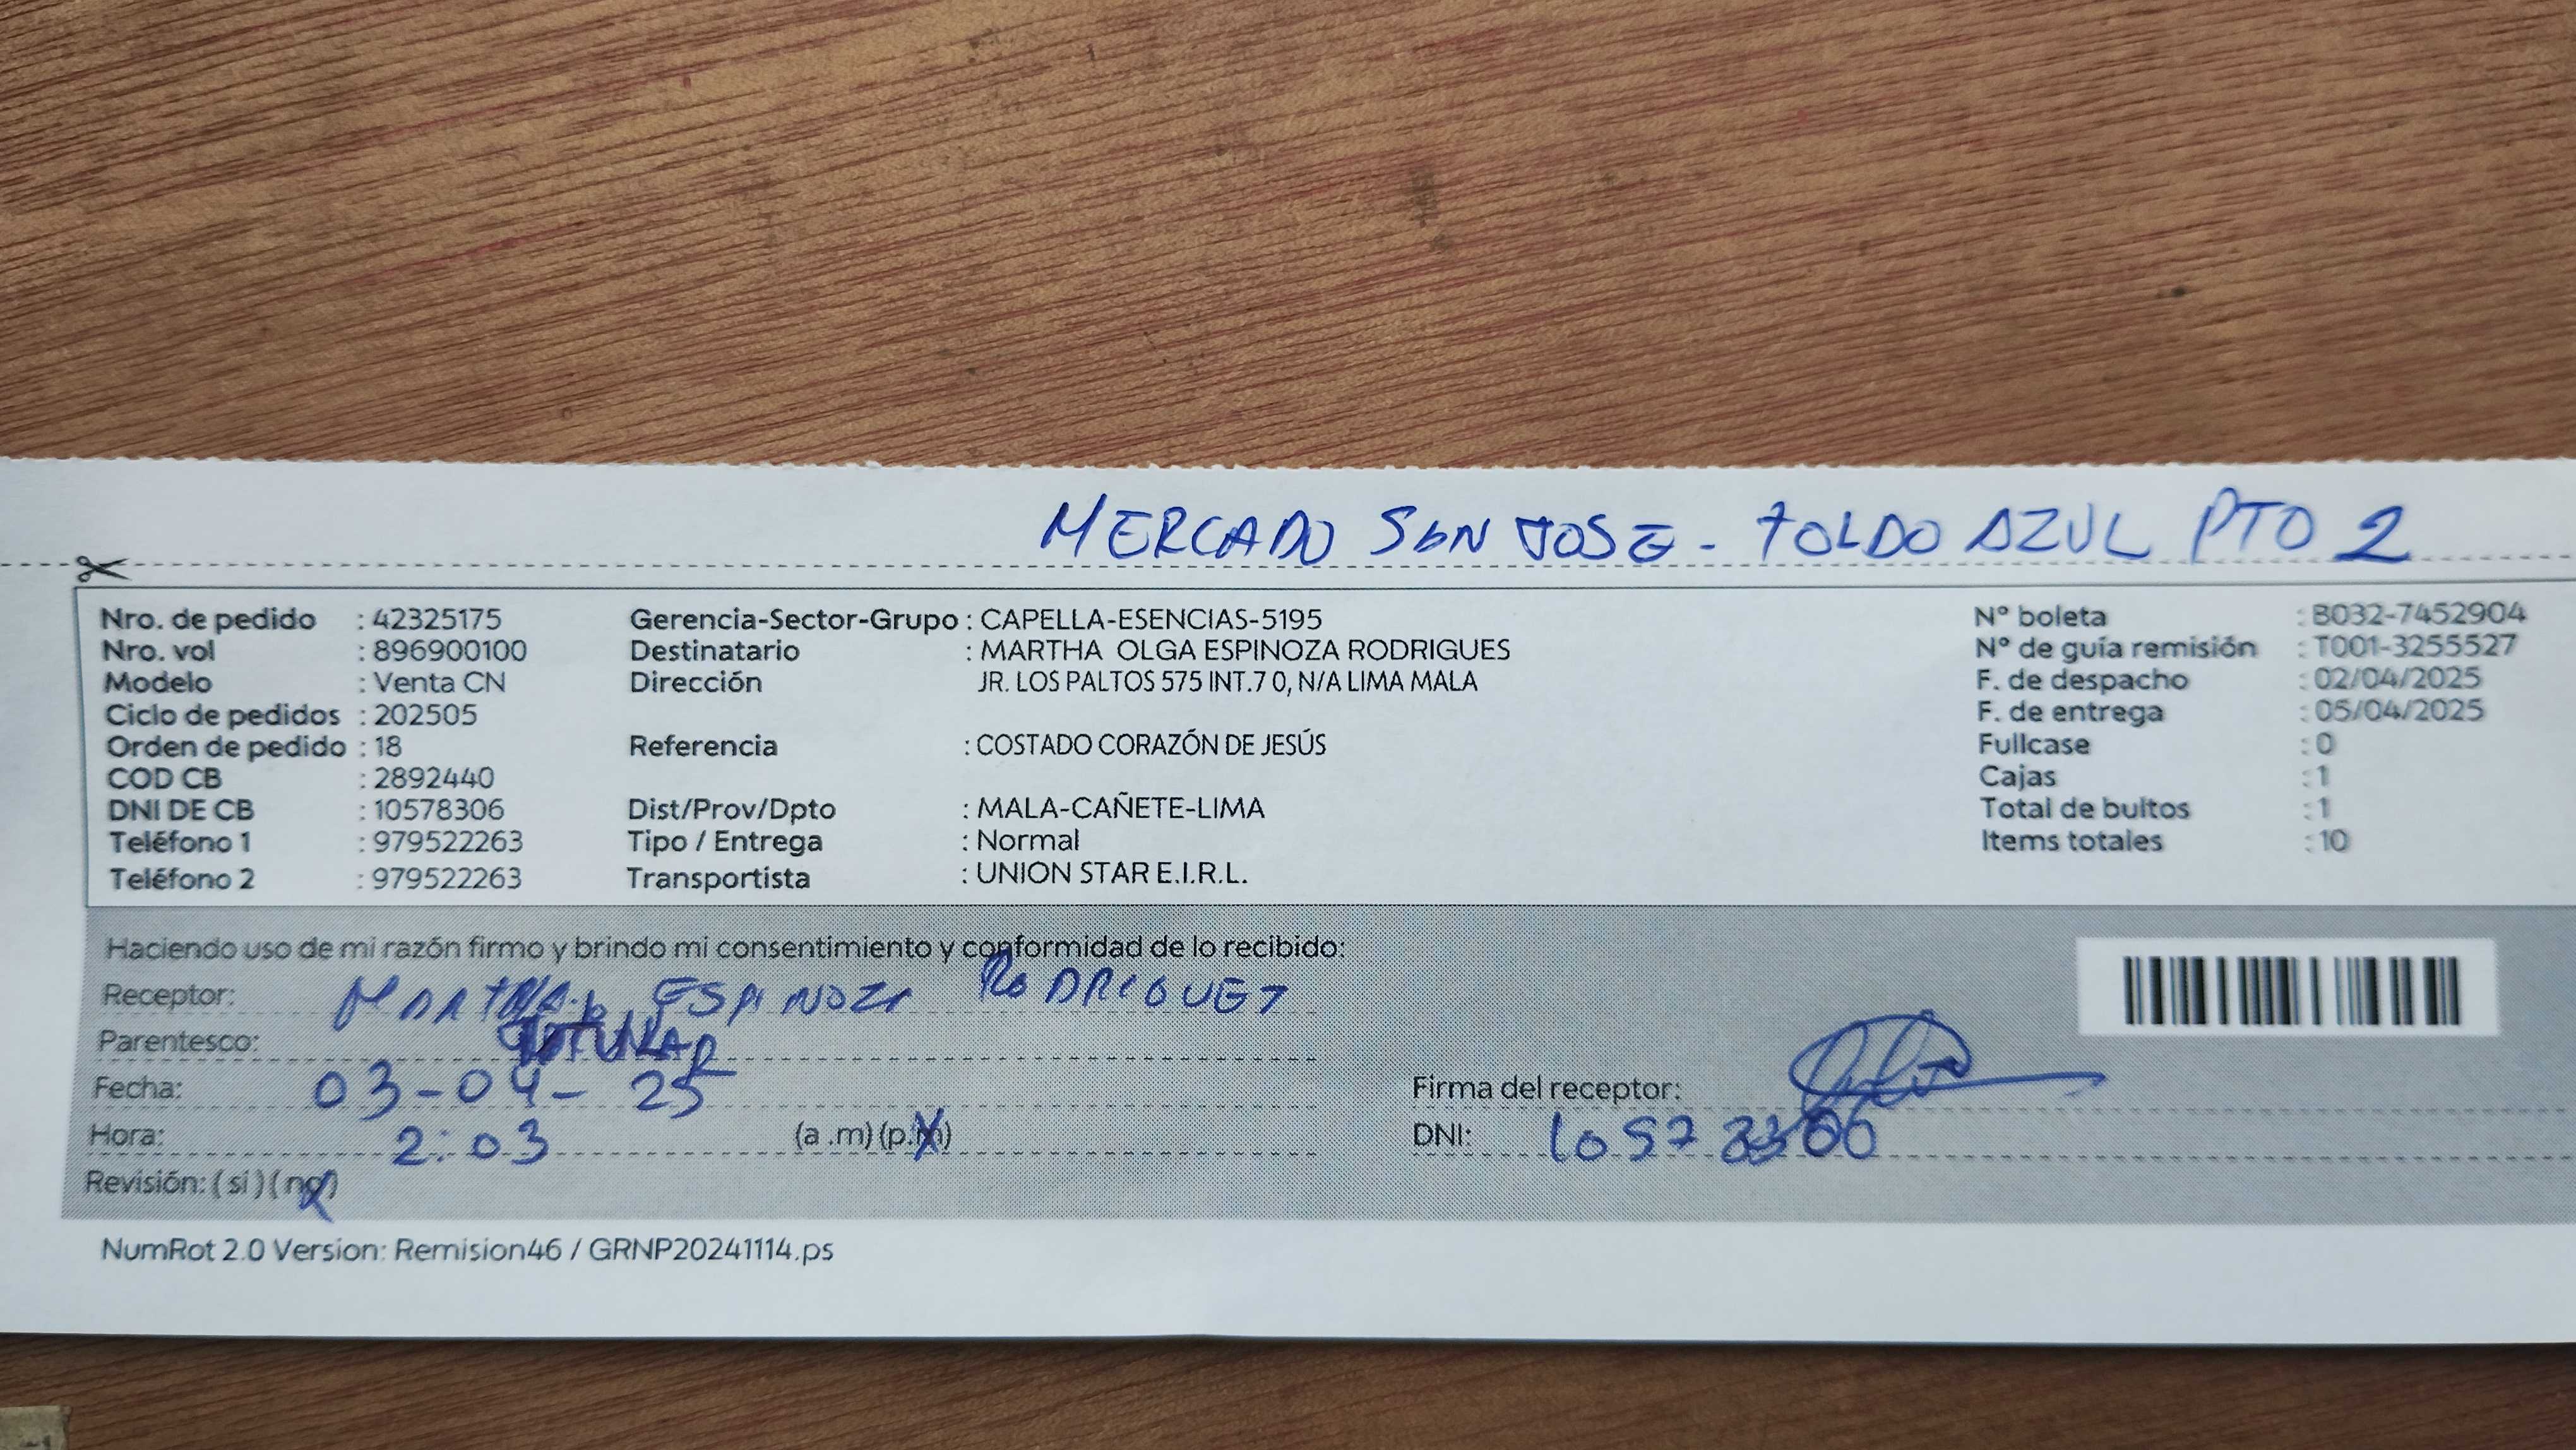 MERCADO SAN JOSE - TOLDO AZUL PTO 2
Nro. de pedido : 42325175
Nro. vol : 896900100
Modelo : Venta CN
Ciclo de pedidos : 202505
Orden de pedido : 18
COD CB : 2892440
DNI DE CB : 10578306
Teléfono 1 : 979522263
Teléfono 2 : 979522263
Gerencia-Sector-Grupo : CAPELLA-ESENCIAS-5195
Destinatario : MARTHA OLGA ESPINOZA RODRIGUES
Dirección JR. LOS PALTOS 575 INT.7 0, N/A LIMA MALA
Referencia : COSTADO CORAZÓN DE JESÚS
Dist/Prov/Dpto : MALA-CAÑETE-LIMA
Tipo / Entrega : Normal
Transportista : UNION STAR E.I.R.L.
N° boleta : B032-7452904
N° de guía remisión : T001-3255527
F. de despacho : 02/04/2025
F. de entrega : 05/04/2025
Fullcase : 0
Cajas : 1
Total de bultos : 1
Items totales : 10
Haciendo uso de mi razón firmo y brindo mi consentimiento y conformidad de lo recibido:
Receptor: MARTHA ESPINOZA RODRIGUEZ
Parentesco:
Fecha: 03-04-25
Hora: 2:03 (a .m) (p.m)
Revisión: ( si ) ( no )
Firma del receptor:
DNI:
NumRot 2.0 Version: Remision46 / GRNP20241114.ps